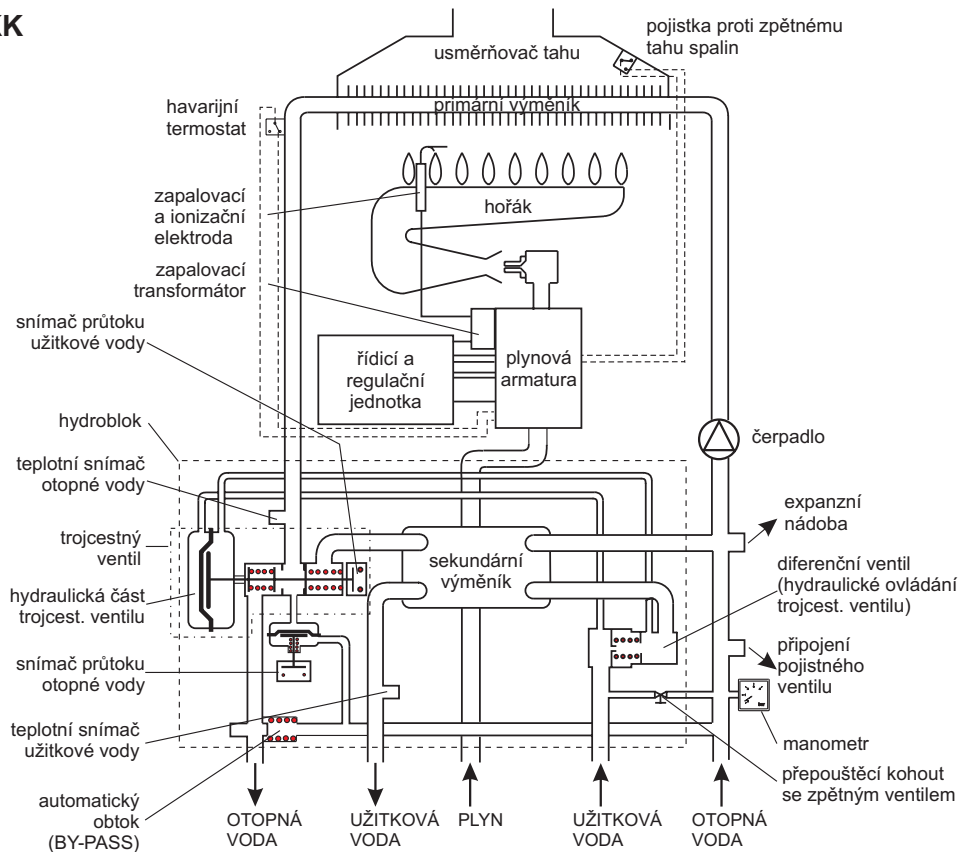 KK
pojistka proti zpětnému
tahu spalin
usměrňovač tahu
primární výměník
havarijní
termostat
zapalovací
a ionizační
elektroda
hořák
zapalovací
transformátor
snímač průtoku
užitkové vody
řídicí a
regulační
jednotka
plynová
armatura
hydroblok
čerpadlo
teplotní snímač
otopné vody
expanzní
nádoba
trojcestný
ventil
sekundární
výměník
diferenční ventil
(hydraulické ovládání
trojcest. ventilu)
hydraulická část
trojcest. ventilu
snímač průtoku
otopné vody
připojení
pojistného
ventilu
teplotní snímač
užitkové vody
bar
manometr
přepouštěcí kohout
se zpětným ventilem
automatický
obtok
(BY-PASS)
OTOPNÁ
VODA
UŽITKOVÁ
VODA
PLYN
UŽITKOVÁ
VODA
OTOPNÁ
VODA